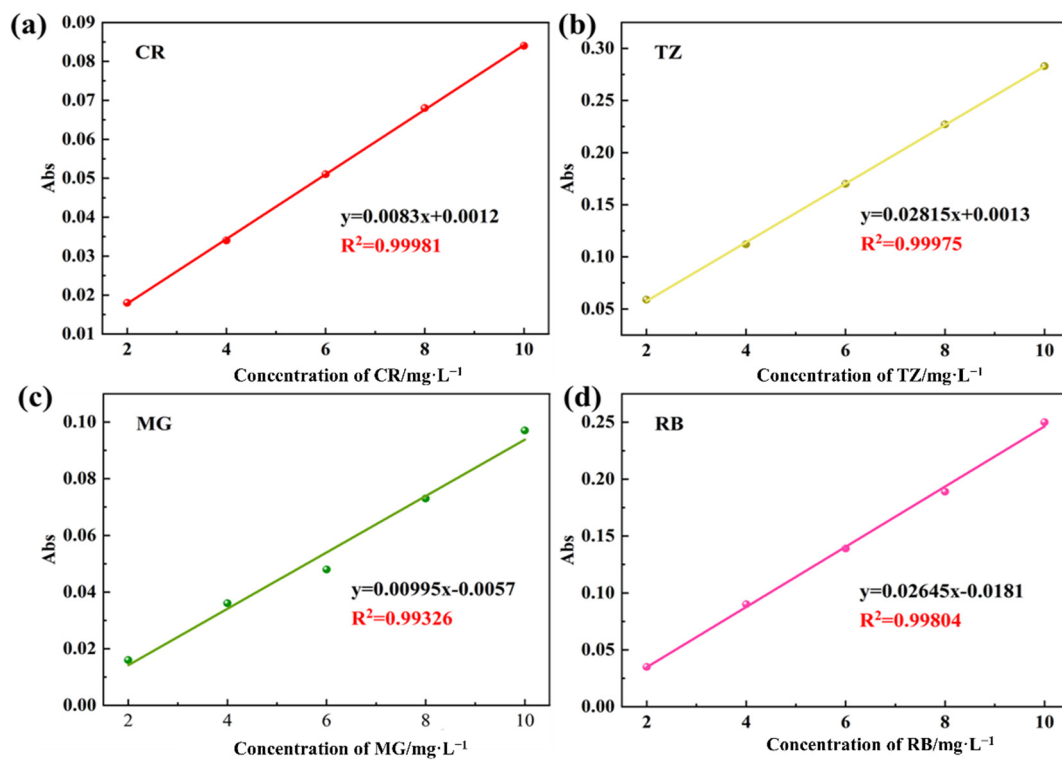 (a)
CR
0.09
0.08
0.07
0.06
0.05
0.04
0.03
0.02
0.01
Abs
y=0.0083x+0.0012
R²=0.99981
2 4 6 8 10
Concentration of CR/mg·L⁻¹
(b)
TZ
0.30
0.25
0.20
0.15
0.10
0.05
Abs
y=0.02815x+0.0013
R²=0.99975
2 4 6 8 10
Concentration of TZ/mg·L⁻¹
(c)
MG
0.10
0.08
0.06
0.04
0.02
0.00
Abs
y=0.00995x-0.0057
R²=0.99326
2 4 6 8 10
Concentration of MG/mg·L⁻¹
(d)
RB
0.25
0.20
0.15
0.10
0.05
0.00
Abs
y=0.02645x-0.0181
R²=0.99804
2 4 6 8 10
Concentration of RB/mg·L⁻¹